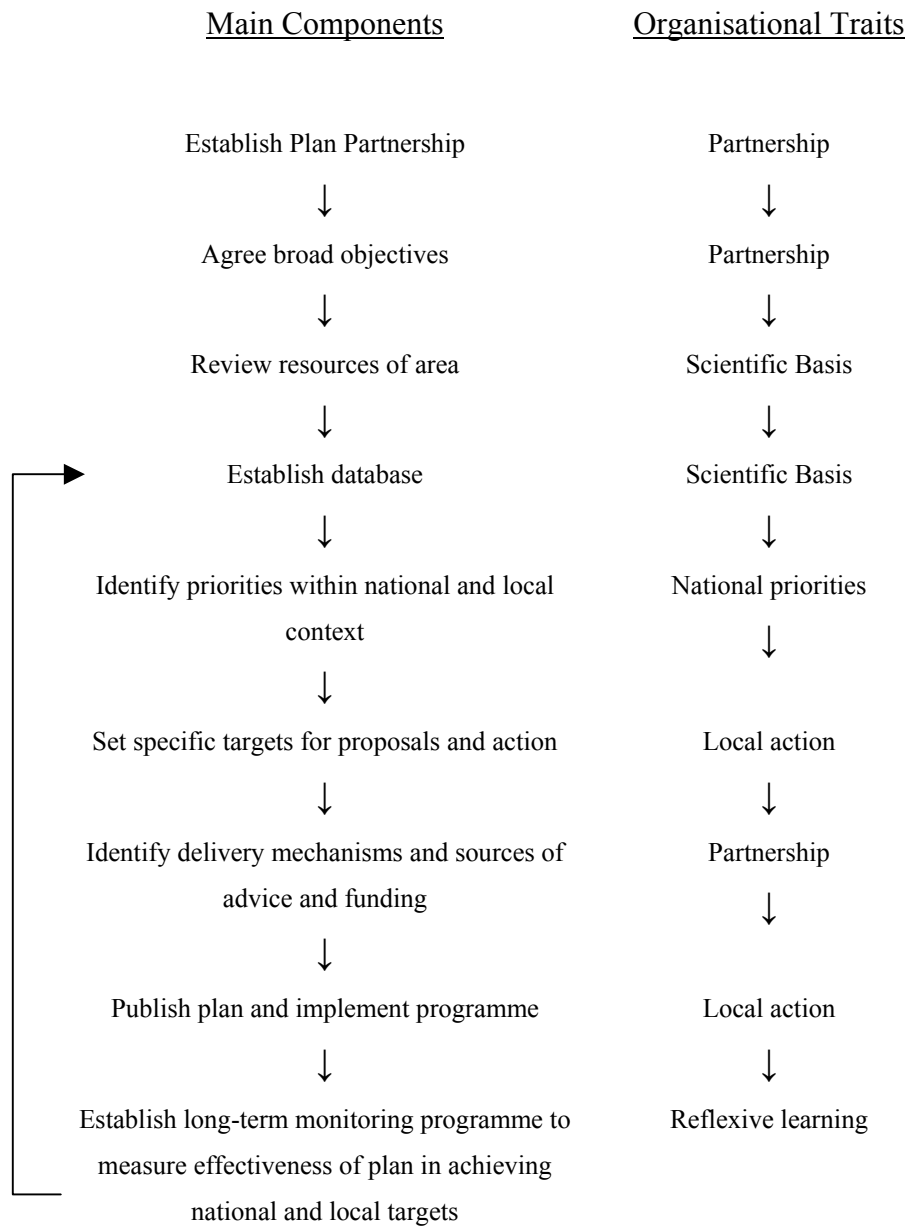 Main Components Organisational Traits
Establish Plan Partnership Partnership
↓ ↓
Agree broad objectives Partnership
↓ ↓
Review resources of area Scientific Basis
↓ ↓
Establish database Scientific Basis
↓ ↓
Identify priorities within national and local National priorities
context ↓
↓
Set specific targets for proposals and action Local action
↓ ↓
Identify delivery mechanisms and sources of Partnership
advice and funding ↓
↓
Publish plan and implement programme Local action
↓ ↓
Establish long-term monitoring programme to Reflexive learning
measure effectiveness of plan in achieving
national and local targets